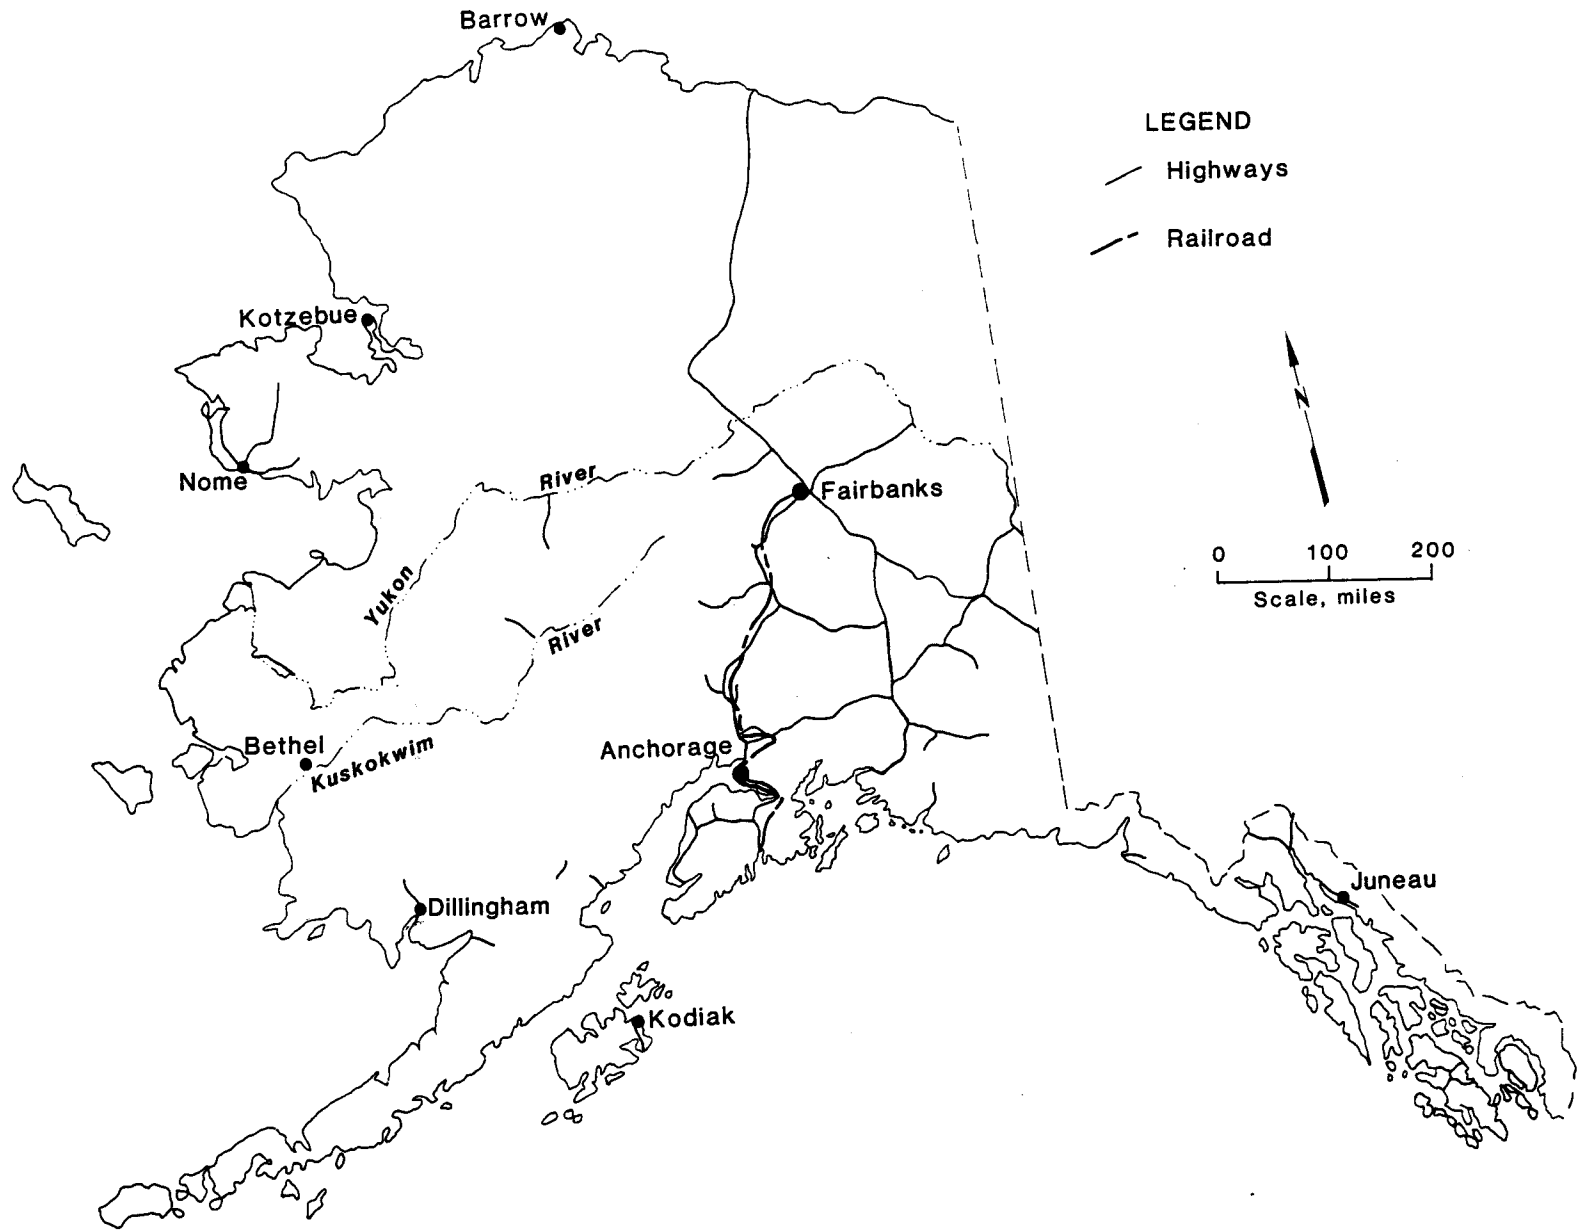 Barrow
LEGEND
Highways
Railroad
Kotzebue
N
Nome
River
Fairbanks
0 100 200
Scale, miles
Yukon
River
Bethel
Kuskokwim
Anchorage
Juneau
Dillingham
Kodiak